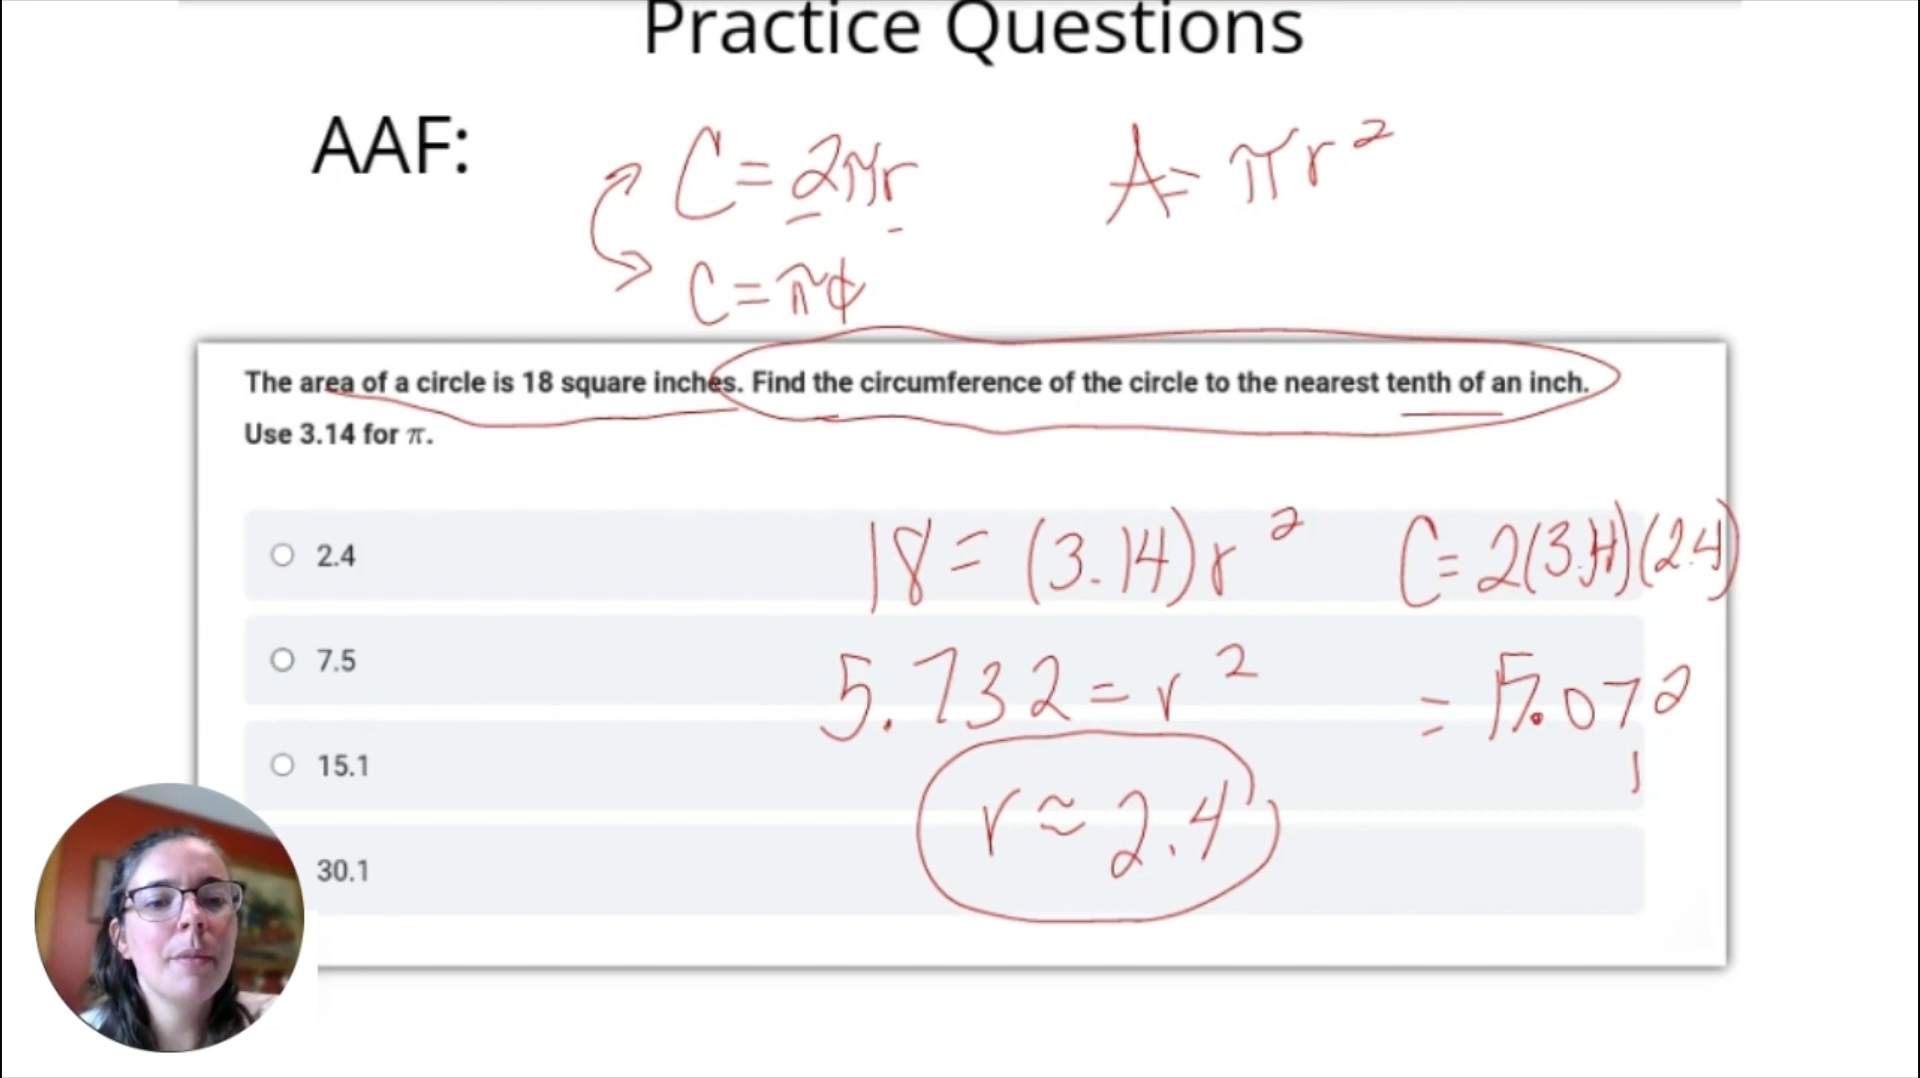 Practice Questions
AAF:
C = 2πr
A = πr²
C = πd
The area of a circle is 18 square inches. Find the circumference of the circle to the nearest tenth of an inch.
Use 3.14 for π.
2.4
7.5
15.1
30.1
18 = (3.14)r²
5.732 = r²
r ≈ 2.4
C = 2(3.14)(2.4)
= 15.072
1